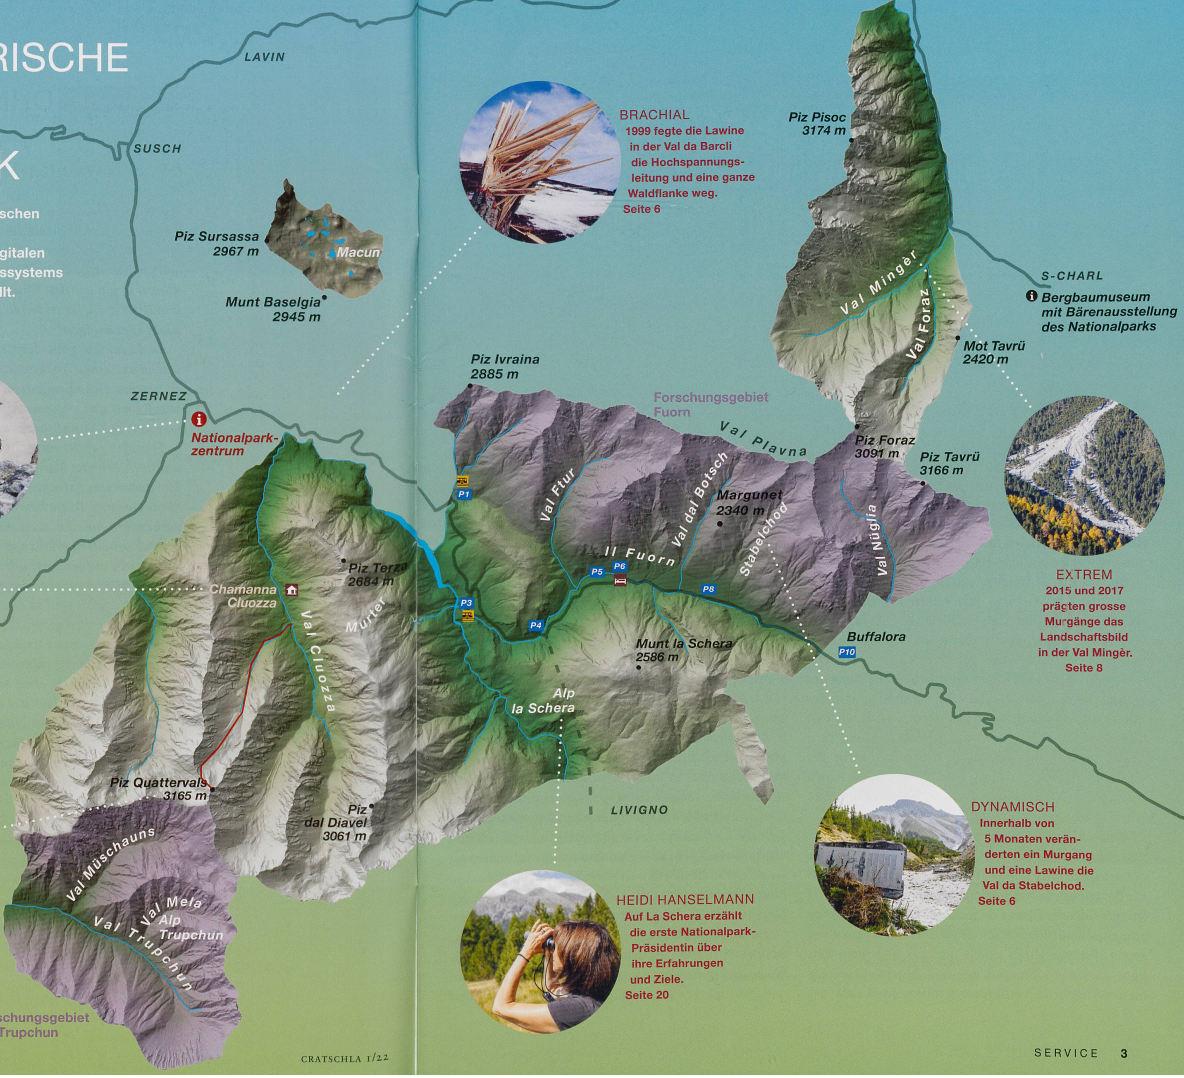 RISCHE
K
schen
gitalen
ssystems
llt.
LAVIN
SUSCH
Piz Sursassa
2967 m
Macun
Munt Baselgia
2945 m
ZERNEZ
Nationalpark-
zentrum
BRACHIAL
1999 fegte die Lawine
in der Val da Barcli
die Hochspannungs-
leitung und eine ganze
Waldflanke weg.
Seite 6
Piz Pisoc
3174 m
Val Mingèr
Val Foraz
S-CHARL
Bergbaumuseum
mit Bärenausstellung
des Nationalparks
Mot Tavrü
2420 m
Piz Ivraina
2885 m
Forschungsgebiet
Fuorn
Val Plavna
Piz Foraz
3091 m
Piz Tavrü
3166 m
P1
Val Ftur
Val dal Botsch
Margunet
2340 m
Stabelchod
Val Nüglia
Il Fuorn
P5
P6
P8
P3
P4
P10
Buffalora
Munt la Schera
2586 m
Alp
la Schera
Piz Terza
2684 m
Murter
Chamanna
Cluozza
Val Cluozza
Piz Quattervals
3165 m
Piz
dal Diavel
3061 m
LIVIGNO
EXTREM
2015 und 2017
prägten grosse
Murgänge das
Landschaftsbild
in der Val Mingèr.
Seite 8
DYNAMISCH
Innerhalb von
5 Monaten verän-
derten ein Murgang
und eine Lawine die
Val da Stabelchod.
Seite 6
HEIDI HANSELMANN
Auf La Schera erzählt
die erste Nationalpark-
Präsidentin über
ihre Erfahrungen
und Ziele.
Seite 20
Val Müschauns
Val Mela
Alp
Trupchun
Val Trupchun
schungsgebiet
Trupchun
CRATSCHLA 1/22
SERVICE 3